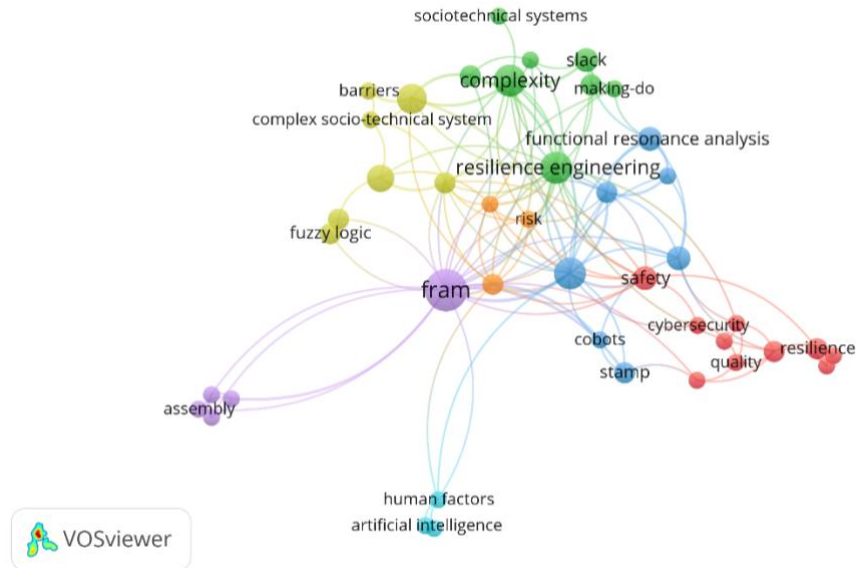 sociotechnical systems
slack
complexity
making-do
barriers
complex socio-technical system
functional resonance analysis
resilience engineering
risk
fuzzy logic
safety
fram
cybersecurity
cobots
resilience
quality
stamp
assembly
human factors
artificial intelligence
VOSviewer